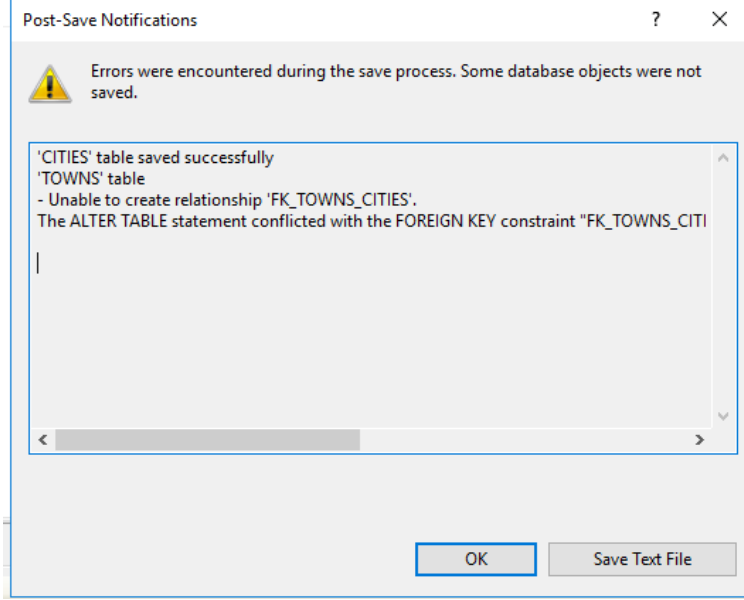 Post-Save Notifications
?
Errors were encountered during the save process. Some database objects were not
saved.
'CITIES' table saved successfully
'TOWNS' table
- Unable to create relationship 'FK_TOWNS_CITIES'.
The ALTER TABLE statement conflicted with the FOREIGN KEY constraint "FK_TOWNS_CITI
OK
Save Text File